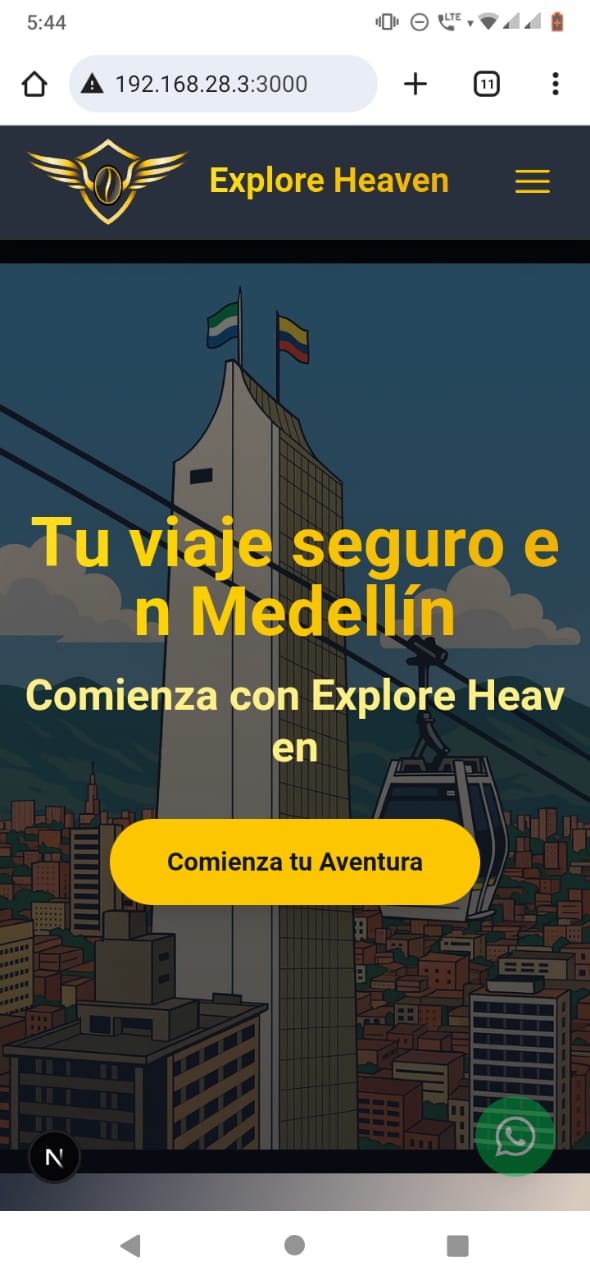 5:44
LTE
192.168.28.3:3000
11
Explore Heaven
Tu viaje seguro e
n Medellín
Comienza con Explore Heav
en
Comienza tu Aventura
N